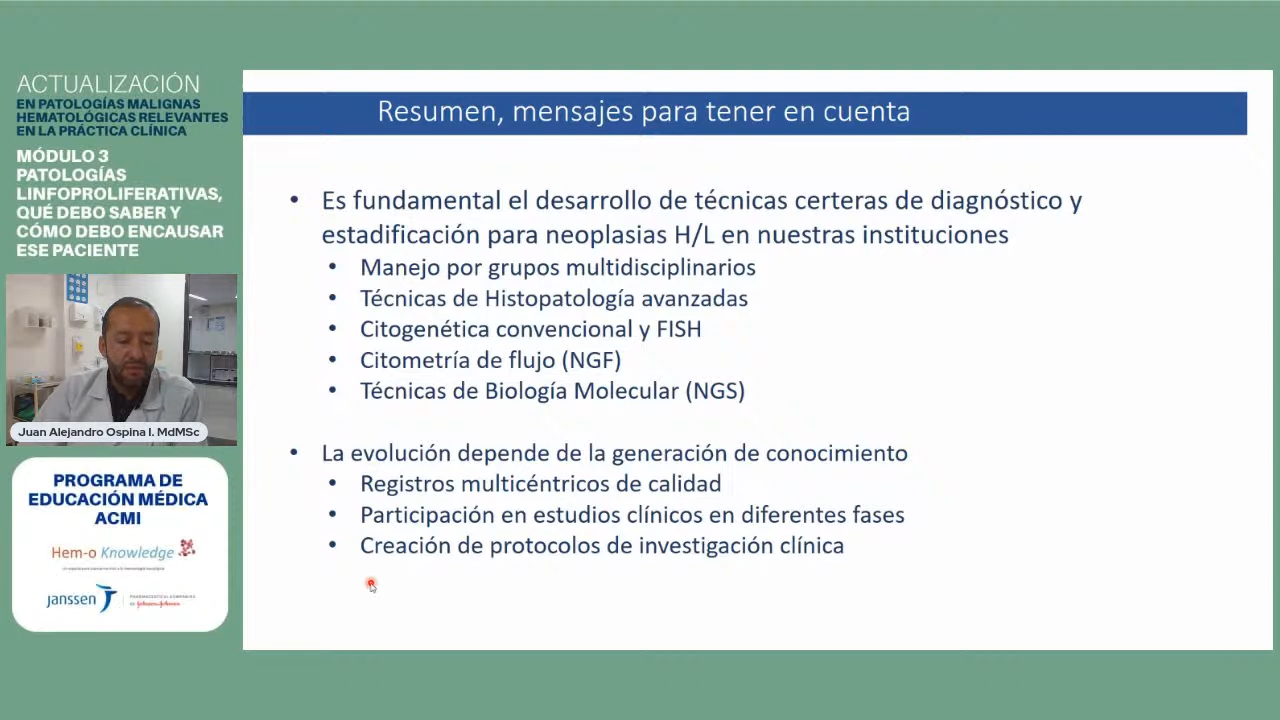 ACTUALIZACIÓN
EN PATOLOGÍAS MALIGNAS
HEMATOLÓGICAS RELEVANTES
EN LA PRÁCTICA CLÍNICA
MÓDULO 3
PATOLOGÍAS
LINFOPROLIFERATIVAS,
QUÉ DEBO SABER Y
CÓMO DEBO ENCAUSAR
ESE PACIENTE
Juan Alejandro Ospina I. MdMSc
PROGRAMA DE
EDUCACIÓN MÉDICA
ACMI
Hem-o Knowledge
janssen
PHARMACEUTICAL COMPANIES
OF Johnson & Johnson
Resumen, mensajes para tener en cuenta
• Es fundamental el desarrollo de técnicas certeras de diagnóstico y
estadificación para neoplasias H/L en nuestras instituciones
• Manejo por grupos multidisciplinarios
• Técnicas de Histopatología avanzadas
• Citogenética convencional y FISH
• Citometría de flujo (NGF)
• Técnicas de Biología Molecular (NGS)
• La evolución depende de la generación de conocimiento
• Registros multicéntricos de calidad
• Participación en estudios clínicos en diferentes fases
• Creación de protocolos de investigación clínica